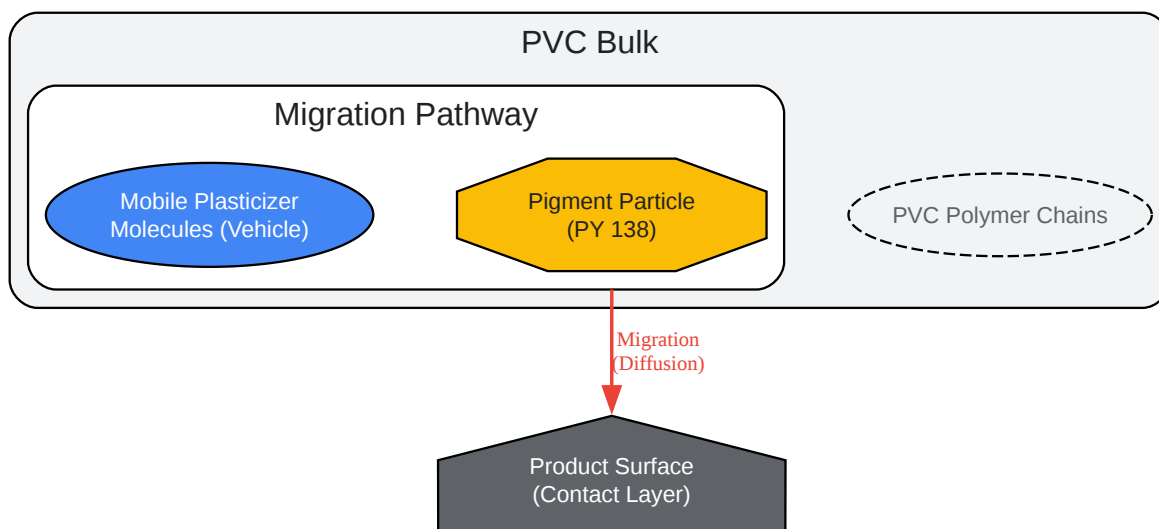 PVC Bulk
Migration Pathway
Mobile Plasticizer
Molecules (Vehicle)
Pigment Particle
(PY 138)
PVC Polymer Chains
Migration
(Diffusion)
Product Surface
(Contact Layer)